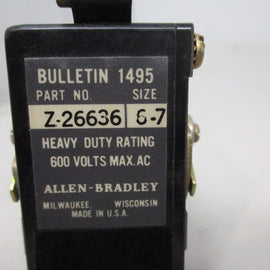 BULLETIN 1495
PART NO. SIZE
Z-26636 6-7
HEAVY DUTY RATING
600 VOLTS MAX. AC
ALLEN-BRADLEY
MILWAUKEE, WISCONSIN
MADE IN U.S.A.